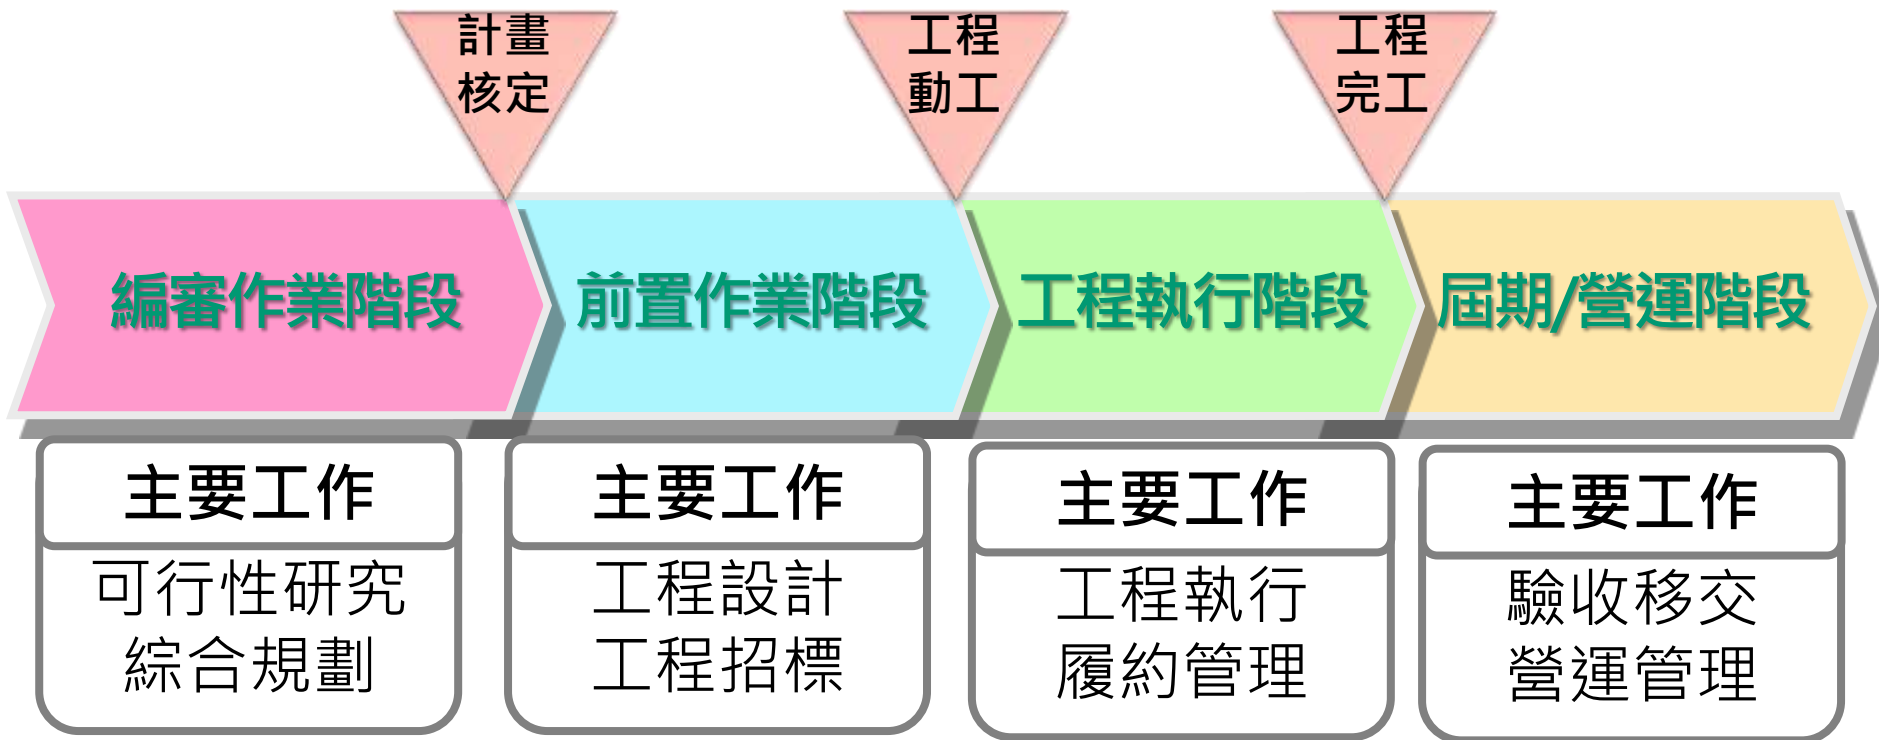 計畫
核定
工程
動工
工程
完工
編審作業階段
前置作業階段
工程執行階段
屆期/營運階段
主要工作
可行性研究
綜合規劃
主要工作
工程設計
工程招標
主要工作
工程執行
履約管理
主要工作
驗收移交
營運管理